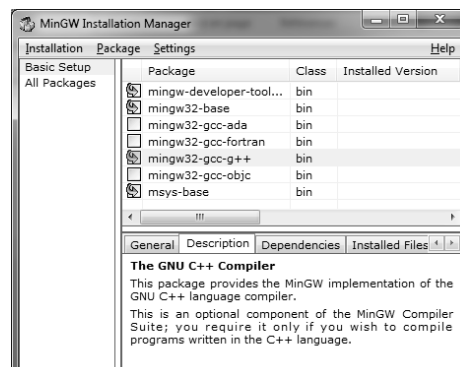 MinGW Installation Manager
Installation Package Settings Help
Basic Setup
All Packages
Package Class Installed Version
mingw-developer-tool... bin
mingw32-base bin
mingw32-gcc-ada bin
mingw32-gcc-fortran bin
mingw32-gcc-g++ bin
mingw32-gcc-objc bin
msys-base bin
General Description Dependencies Installed Files
The GNU C++ Compiler
This package provides the MinGW implementation of the
GNU C++ language compiler.
This is an optional component of the MinGW Compiler
Suite; you require it only if you wish to compile
programs written in the C++ language.